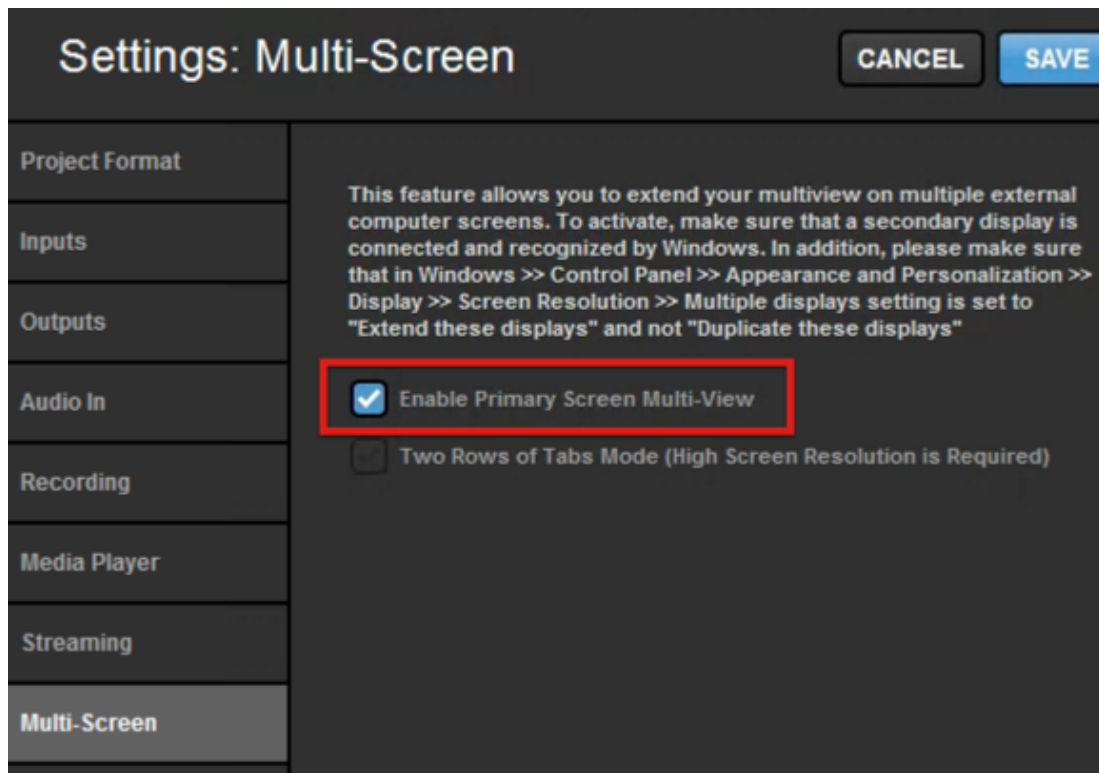 Settings: Multi-Screen
CANCEL
SAVE
Project Format
Inputs
Outputs
Audio In
Recording
Media Player
Streaming
Multi-Screen
This feature allows you to extend your multiview on multiple external
computer screens. To activate, make sure that a secondary display is
connected and recognized by Windows. In addition, please make sure
that in Windows >> Control Panel >> Appearance and Personalization >>
Display >> Screen Resolution >> Multiple displays setting is set to
"Extend these displays" and not "Duplicate these displays"
Enable Primary Screen Multi-View
Two Rows of Tabs Mode (High Screen Resolution is Required)